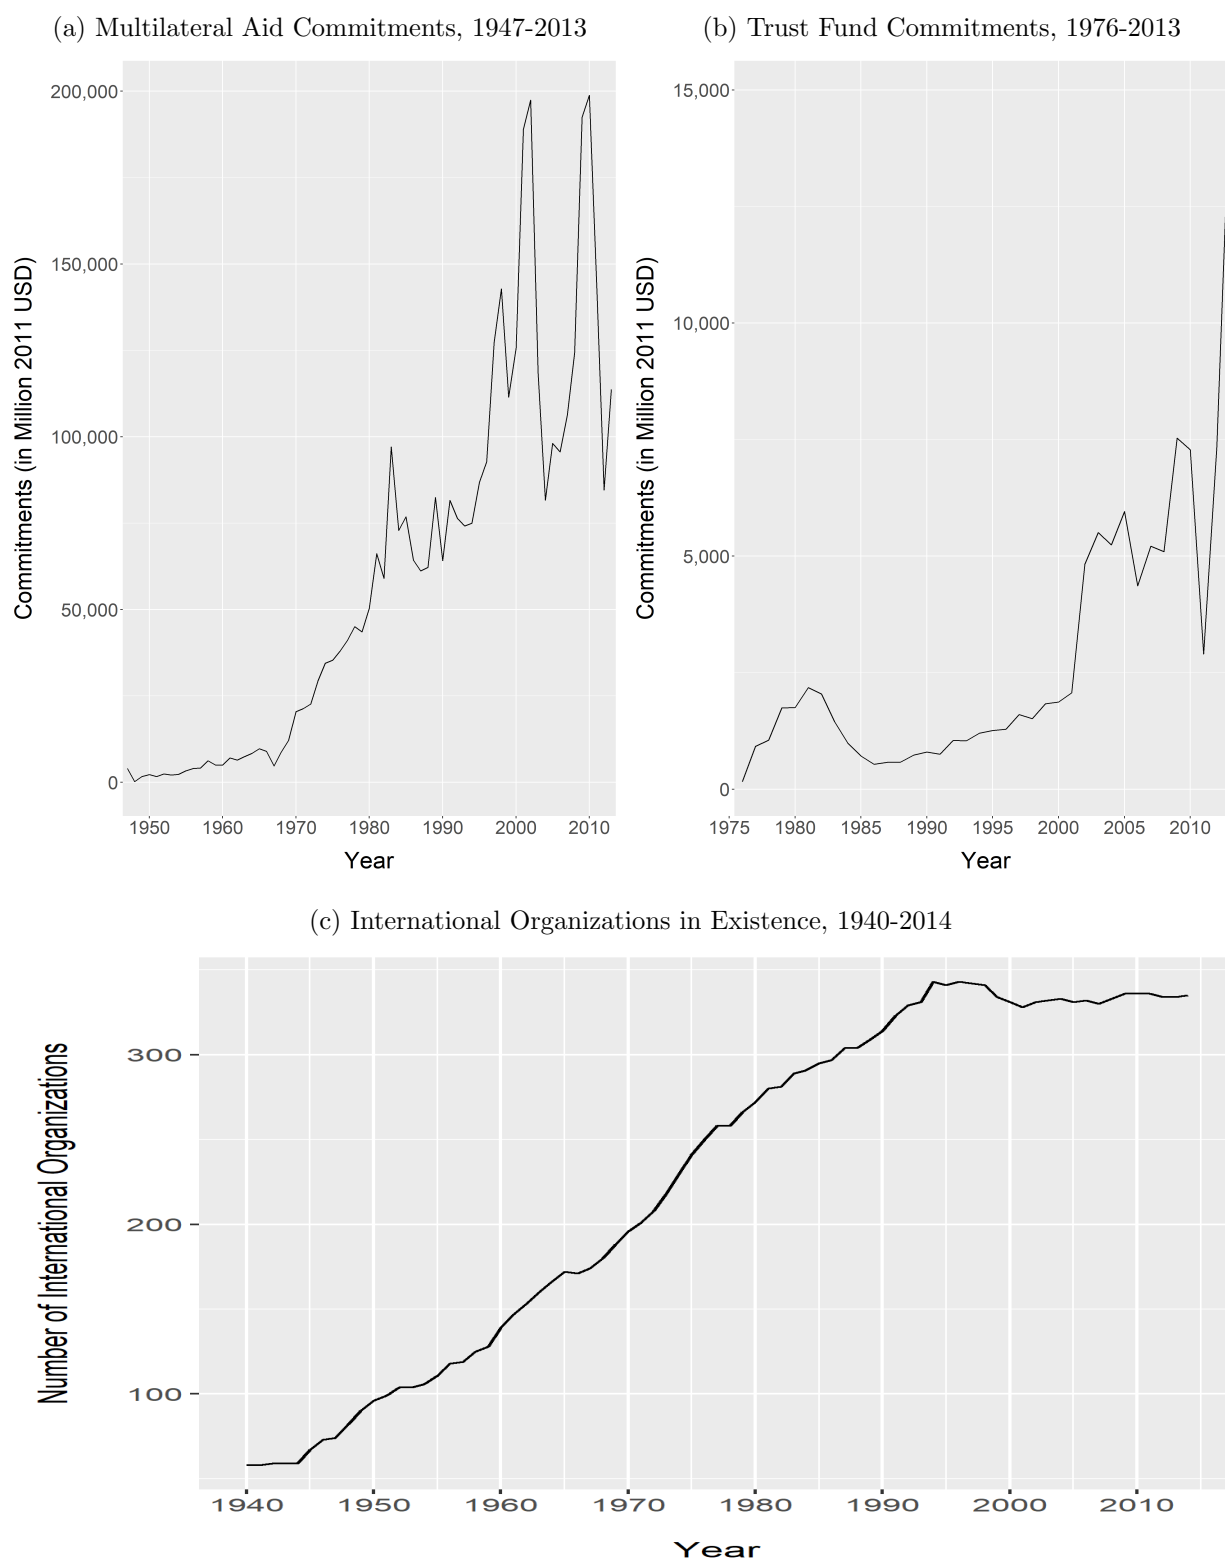 (a) Multilateral Aid Commitments, 1947-2013
(b) Trust Fund Commitments, 1976-2013
Commitments (in Million 2011 USD)
200,000
150,000
100,000
50,000
0
1950 1960 1970 1980 1990 2000 2010
Year
Commitments (in Million 2011 USD)
15,000
10,000
5,000
0
1975 1980 1985 1990 1995 2000 2005 2010
Year
(c) International Organizations in Existence, 1940-2014
Number of International Organizations
300
200
100
1940 1950 1960 1970 1980 1990 2000 2010
Year